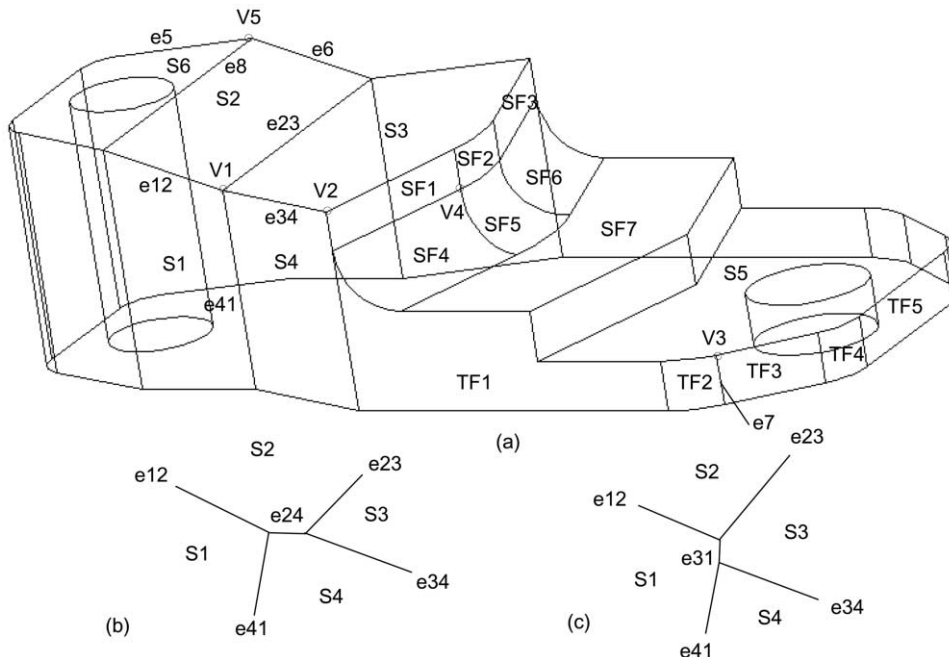 V5
e5
e6
S6
e8
S2
SF3
e23
S3
SF2
V1
V2
SF1
SF6
e12
V4
e34
SF5
SF7
S1
S4
SF4
S5
e41
TF5
V3
TF4
TF1
TF2
TF3
e7
(a)
S2
e12
e23
e24
S3
S1
e34
S4
e41
(b)
e23
S2
e12
S3
e31
S1
e34
S4
e41
(c)